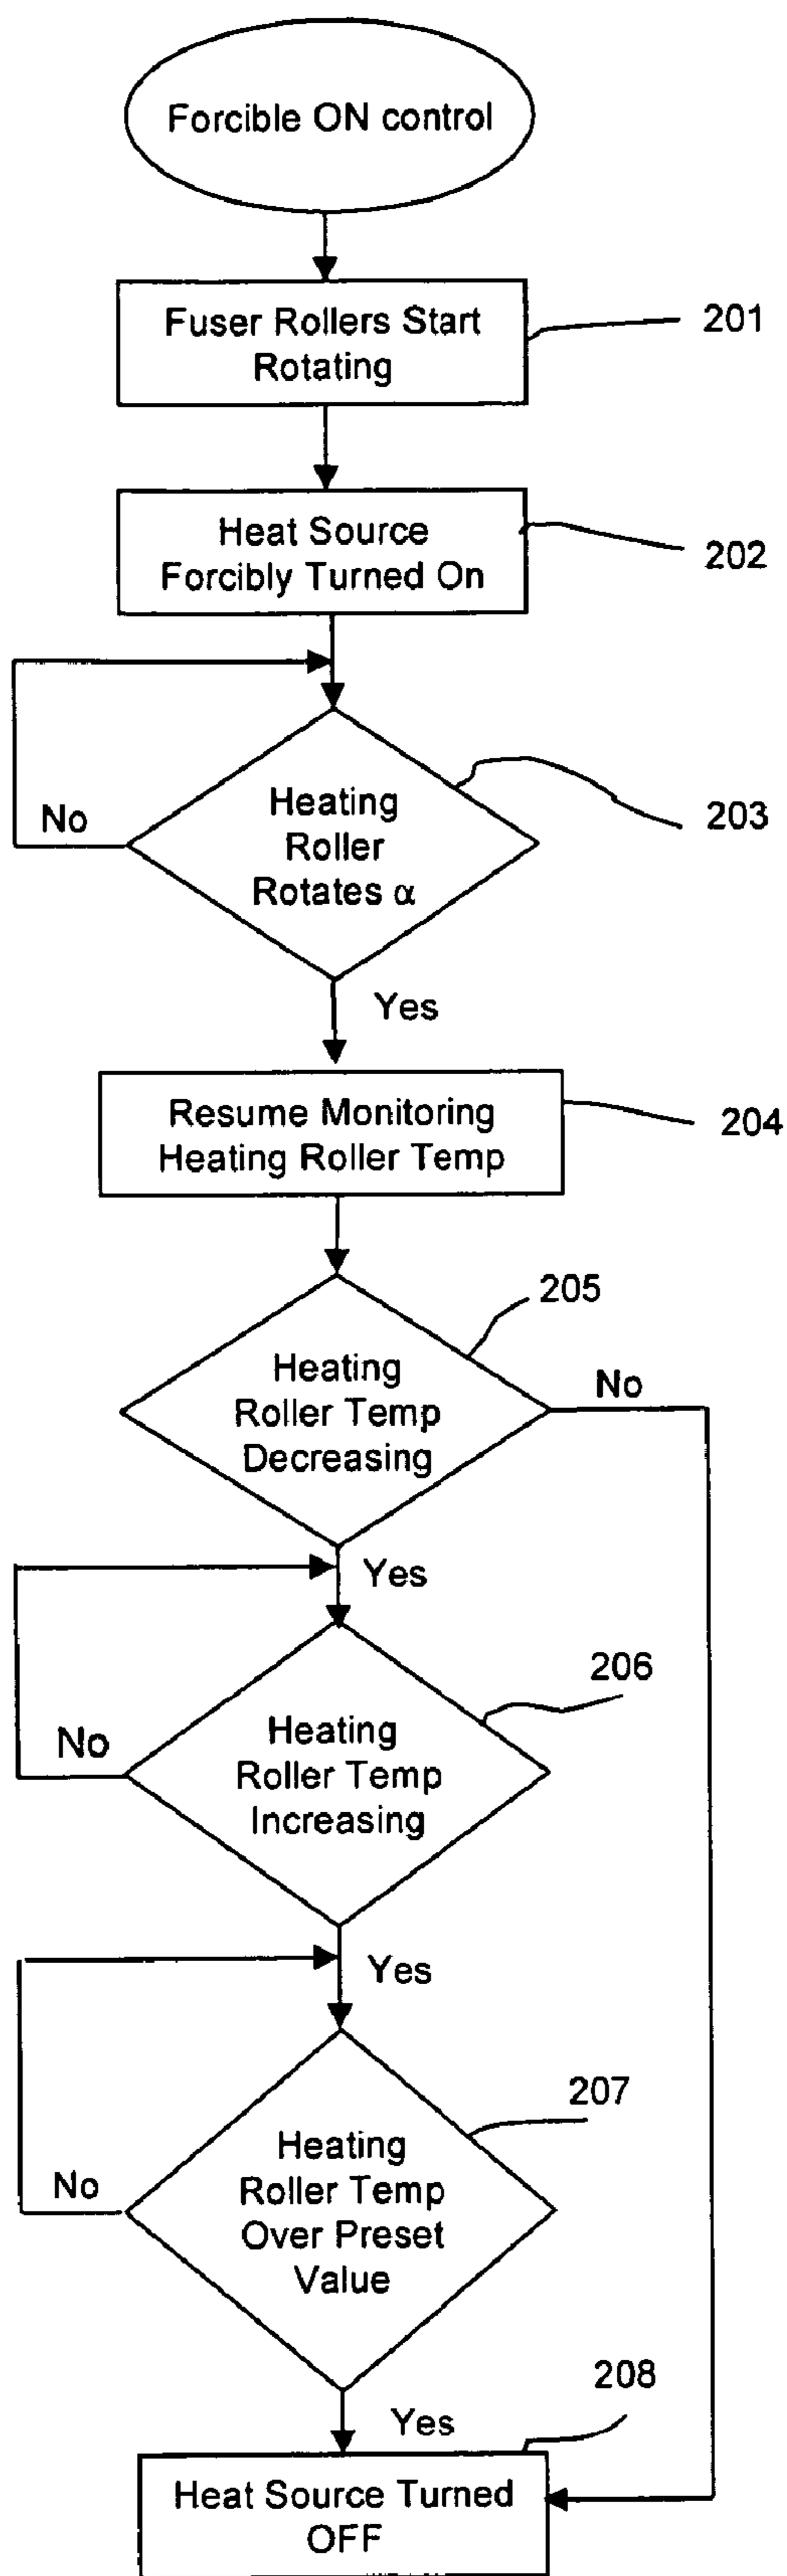 Forcible ON control
Fuser Rollers Start
Rotating
201
Heat Source
Forcibly Turned On
202
Heating
Roller
Rotates α
203
No
Yes
Resume Monitoring
Heating Roller Temp
204
205
Heating
Roller Temp
Decreasing
No
Yes
206
Heating
Roller Temp
Increasing
No
Yes
207
Heating
Roller Temp
Over Preset
Value
No
Yes
208
Heat Source Turned
OFF